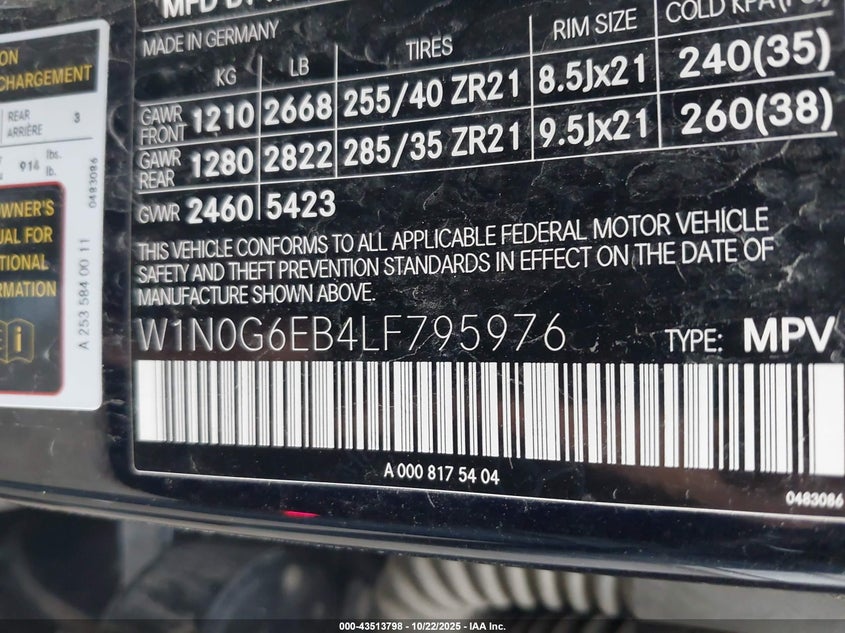 ON
CHARGEMENT
REAR
ARRIÈRE
3
914 lbs.
lb.
0483086
OWNER'S
UAL FOR
TIONAL
RMATION
A 253 584 00 11
MFD BY
MADE IN GERMANY
KG LB TIRES RIM SIZE COLD KPA
GAWR FRONT 1210 2668 255/40 ZR21 8.5Jx21 240(35)
GAWR REAR 1280 2822 285/35 ZR21 9.5Jx21 260(38)
GVWR 2460 5423
THIS VEHICLE CONFORMS TO ALL APPLICABLE FEDERAL MOTOR VEHICLE
SAFETY AND THEFT PREVENTION STANDARDS IN EFFECT ON THE DATE OF
MANUFACTURE SHOWN ABOVE.
W1N0G6EB4LF795976 TYPE: MPV
A 000 817 54 04
0483086
000-43513798 - 10/22/2025 - IAA Inc.